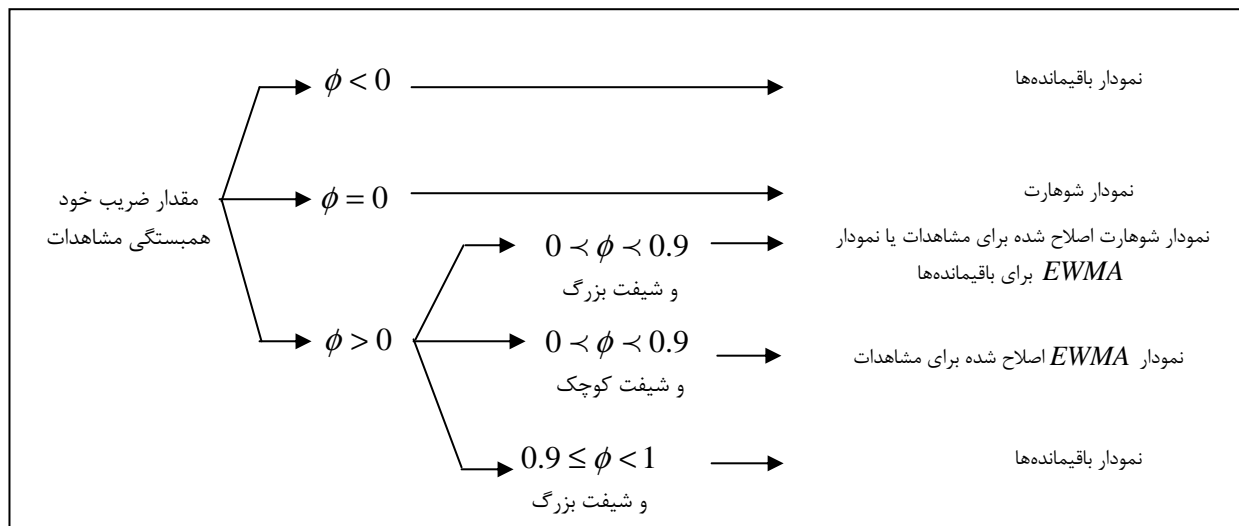 مقدار ضریب خود
همبستگی مشاهدات
ϕ < 0
نمودار باقیمانده‌ها
ϕ = 0
نمودار شوهارت
ϕ > 0
0 ≺ ϕ ≺ 0.9
و شیفت بزرگ
نمودار شوهارت اصلاح شده برای مشاهدات یا نمودار
EWMA برای باقیمانده‌ها
0 ≺ ϕ ≺ 0.9
و شیفت کوچک
نمودار EWMA اصلاح شده برای مشاهدات
0.9 ≤ ϕ < 1
و شیفت بزرگ
نمودار باقیمانده‌ها